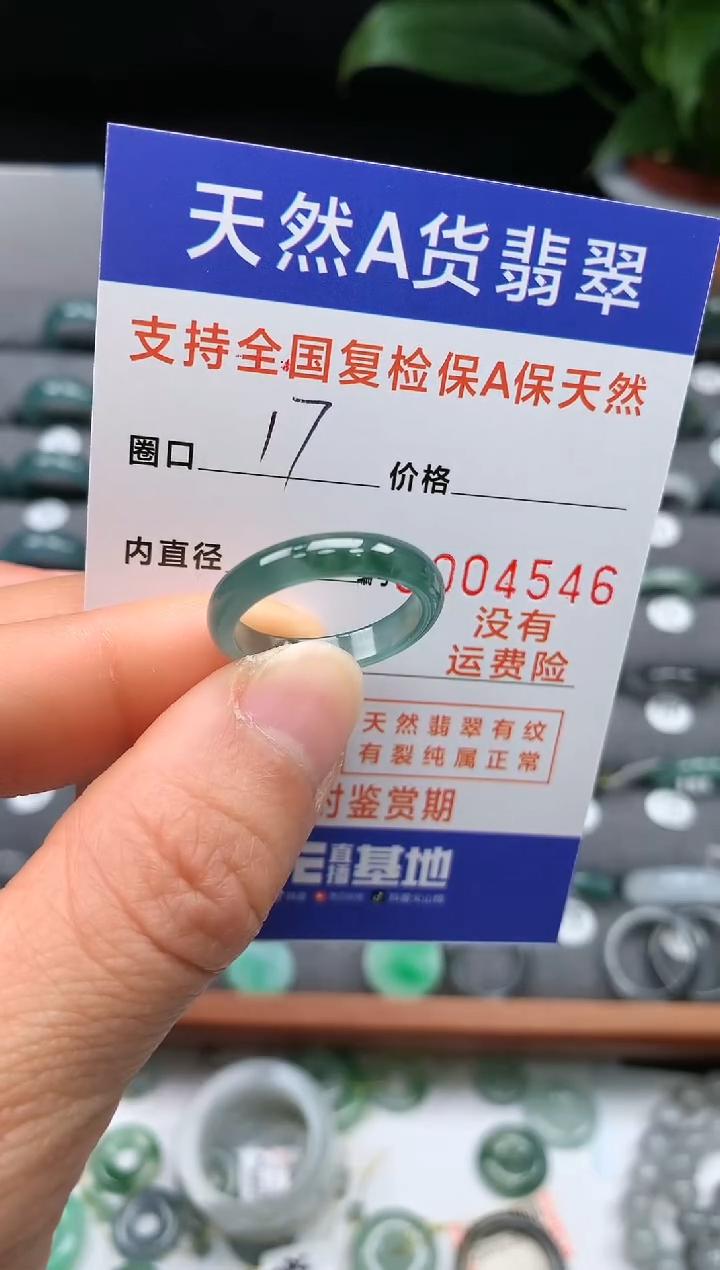 天然A货翡翠
支持全国复检保A保天然
圈口 17 价格
内直径
004546
没有
运费险
天然翡翠有纹
有裂纯属正常
鉴赏期
直播基地